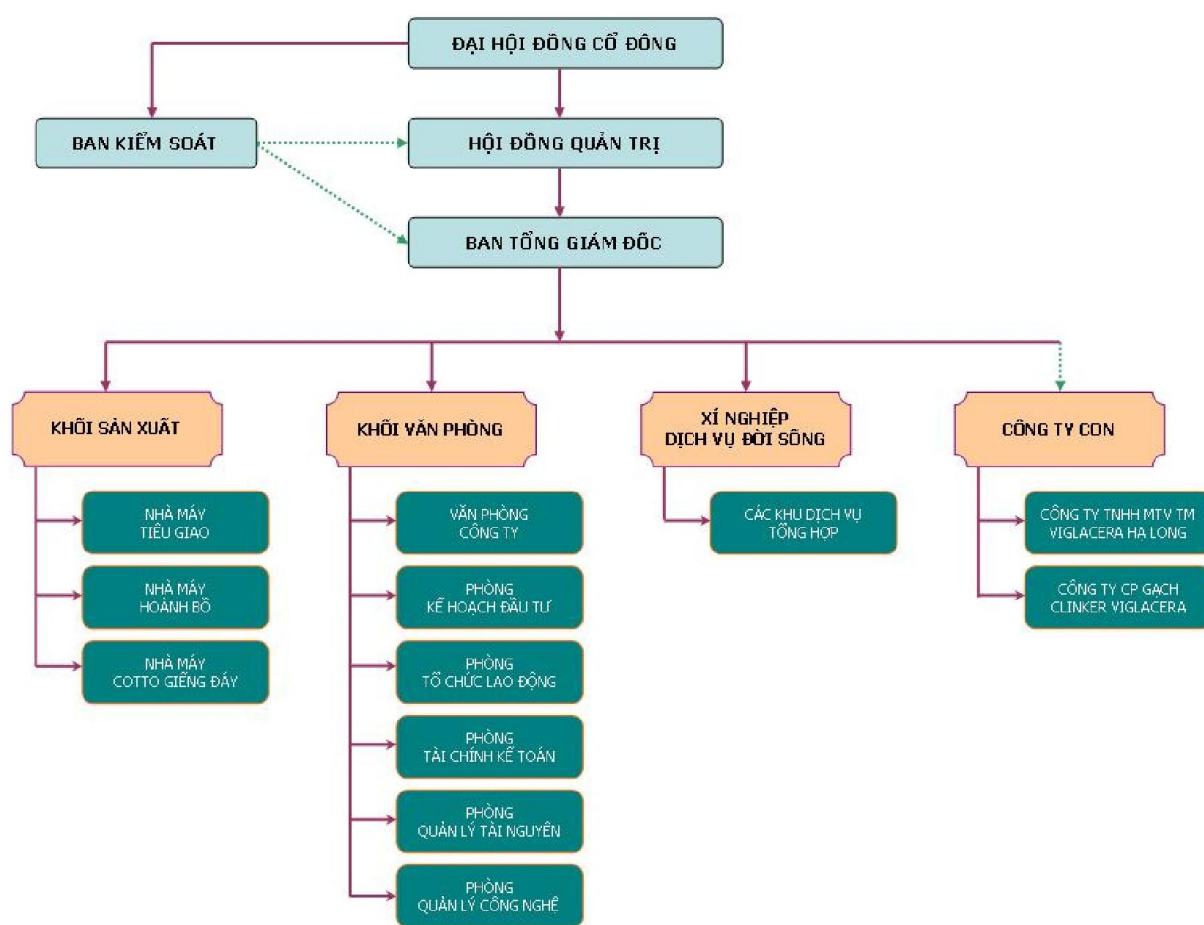 ĐẠI HỘI ĐỒNG CỔ ĐÔNG
BAN KIỂM SOÁT
HỘI ĐỒNG QUẢN TRỊ
BAN TỔNG GIÁM ĐỐC
KHỐI SẢN XUẤT
NHÀ MÁY
TIÊU GIAO
NHÀ MÁY
HOÀNH BỒ
NHÀ MÁY
COTTO GIẾNG ĐÁY
KHỐI VĂN PHÒNG
VĂN PHÒNG
CÔNG TY
PHÒNG
KẾ HOẠCH ĐẦU TƯ
PHÒNG
TỔ CHỨC LAO ĐỘNG
PHÒNG
TÀI CHÍNH KẾ TOÁN
PHÒNG
QUẢN LÝ TÀI NGUYÊN
PHÒNG
QUẢN LÝ CÔNG NGHỆ
XÍ NGHIỆP
DỊCH VỤ ĐỜI SỐNG
CÁC KHU DỊCH VỤ
TỔNG HỢP
CÔNG TY CON
CÔNG TY TNHH MTV TM
VIGLACERA HẠ LONG
CÔNG TY CP GẠCH
CLINKER VIGLACERA